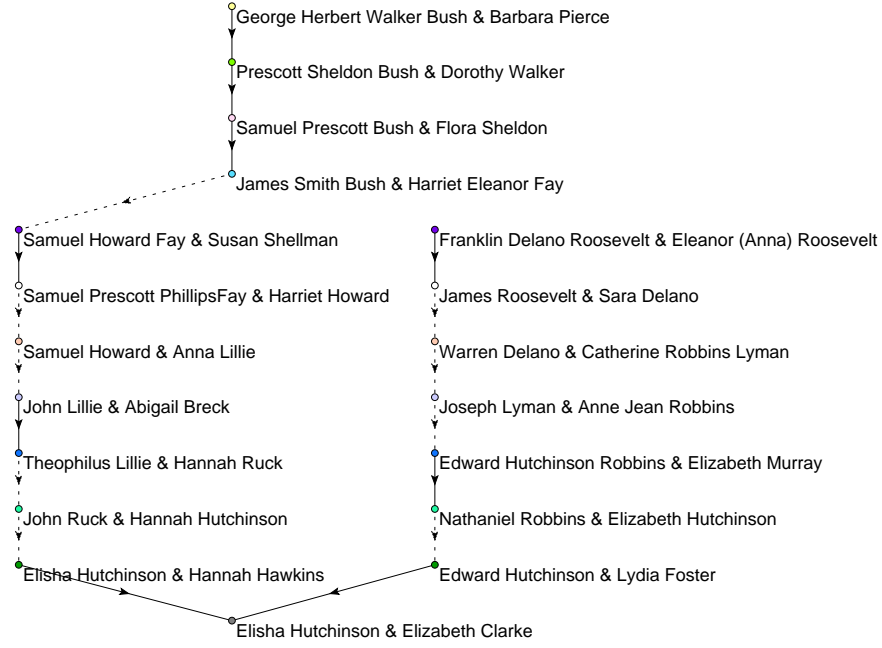 George Herbert Walker Bush & Barbara Pierce
Prescott Sheldon Bush & Dorothy Walker
Samuel Prescott Bush & Flora Sheldon
James Smith Bush & Harriet Eleanor Fay
Samuel Howard Fay & Susan Shellman
Franklin Delano Roosevelt & Eleanor (Anna) Roosevelt
Samuel Prescott PhillipsFay & Harriet Howard
James Roosevelt & Sara Delano
Samuel Howard & Anna Lillie
Warren Delano & Catherine Robbins Lyman
John Lillie & Abigail Breck
Joseph Lyman & Anne Jean Robbins
Theophilus Lillie & Hannah Ruck
Edward Hutchinson Robbins & Elizabeth Murray
John Ruck & Hannah Hutchinson
Nathaniel Robbins & Elizabeth Hutchinson
Elisha Hutchinson & Hannah Hawkins
Edward Hutchinson & Lydia Foster
Elisha Hutchinson & Elizabeth Clarke